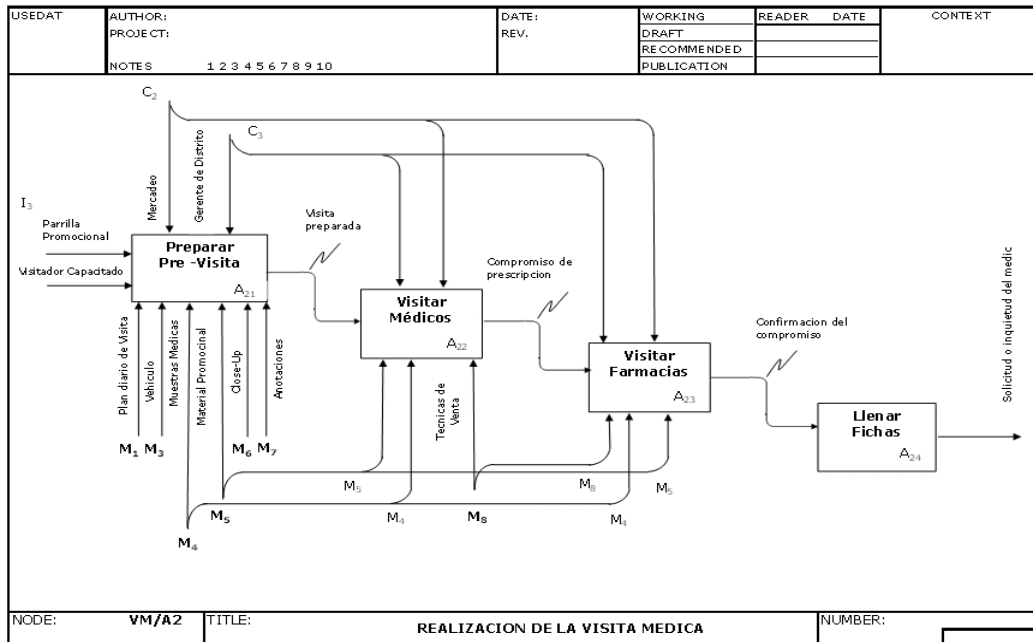 USEDAT
AUTHOR:
PROJECT:
NOTES 1 2 3 4 5 6 7 8 9 10
DATE:
REV.
WORKING
DRAFT
RECOMMENDED
PUBLICATION
READER DATE
CONTEXT
C2
C3
Mercadeo
Gerente de Distrito
I3
Parrilla
Promocional
Visitador Capacitado
Preparar
Pre -Visita
A21
Visita
preparada
Visitar
Médicos
A22
Compromiso de
prescripcion
Visitar
Farmacias
A23
Confirmacion del
compromiso
Llenar
Fichas
A24
Solicitud o inquietud del medic
Plan diario de Visita
Vehiculo
Muestras Medicas
Material Promocinal
Close-Up
Anotaciones
Tecnicas de
Venta
M1 M3
M6 M7
M5
M4
M5
M4
M8
M8
M5
M4
NODE: VM/A2
TITLE: REALIZACION DE LA VISITA MEDICA
NUMBER: